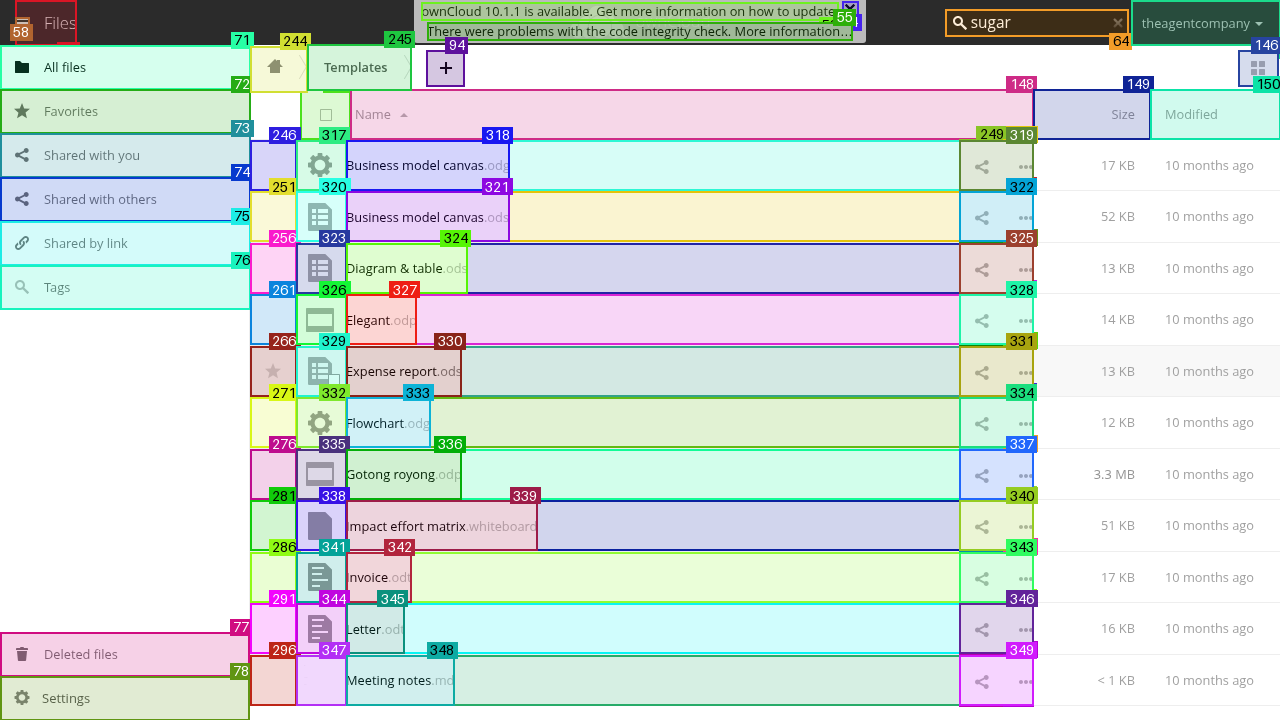 Files
58
ownCloud 10.1.1 is available. Get more information on how to update
There were problems with the code integrity check. More information...
55
sugar
64
theagentcompany
71
244
245
94
146
All files
Templates
+
72
148
149
150
Favorites
Name
Size
Modified
73
246
317
318
249
319
Shared with you
Business model canvas.odg
17 KB
10 months ago
74
251
320
321
322
Shared with others
Business model canvas.ods
52 KB
10 months ago
75
256
323
324
325
Shared by link
Diagram & table.ods
13 KB
10 months ago
76
261
326
327
328
Tags
Elegant.odp
14 KB
10 months ago
266
329
330
331
Expense report.ods
13 KB
10 months ago
271
332
333
334
Flowchart.odg
12 KB
10 months ago
276
335
336
337
Gotong royong.odp
3.3 MB
10 months ago
281
338
339
340
Impact effort matrix.whiteboard
51 KB
10 months ago
286
341
342
343
Invoice.odt
17 KB
10 months ago
291
344
345
346
Letter.odt
16 KB
10 months ago
77
296
347
348
349
Deleted files
Meeting notes.md
< 1 KB
10 months ago
78
Settings